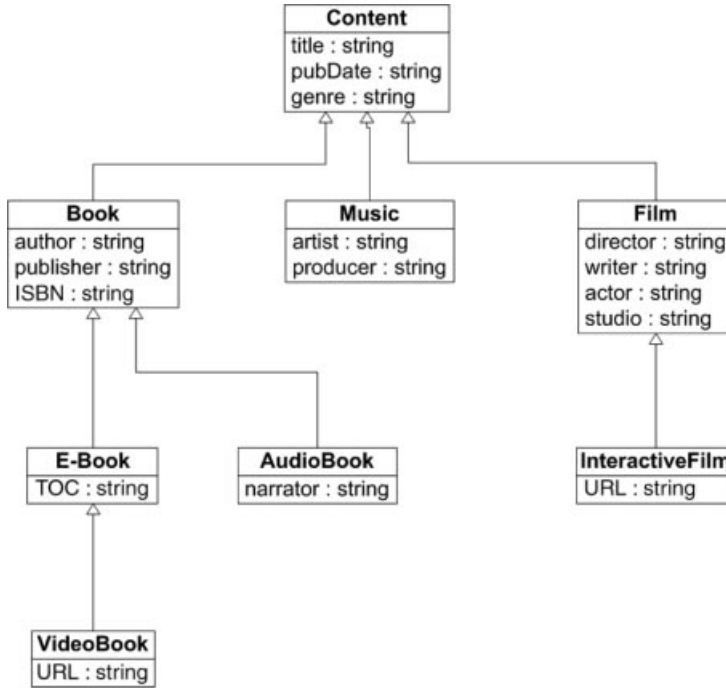 Content
title : string
pubDate : string
genre : string
Book
author : string
publisher : string
ISBN : string
Music
artist : string
producer : string
Film
director : string
writer : string
actor : string
studio : string
E-Book
TOC : string
AudioBook
narrator : string
InteractiveFilm
URL : string
VideoBook
URL : string